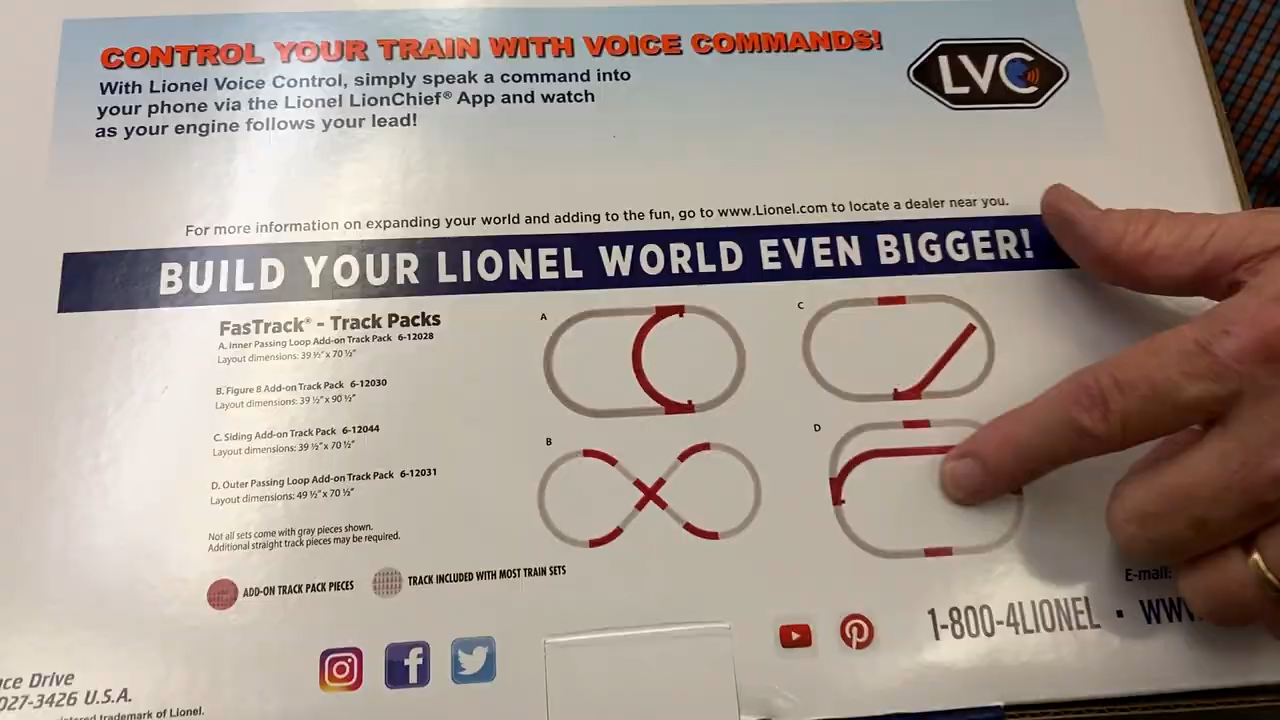 CONTROL YOUR TRAIN WITH VOICE COMMANDS!
With Lionel Voice Control, simply speak a command into
your phone via the Lionel LionChief® App and watch
as your engine follows your lead!
LVC
For more information on expanding your world and adding to the fun, go to www.Lionel.com to locate a dealer near you.
BUILD YOUR LIONEL WORLD EVEN BIGGER!
FasTrack® - Track Packs
A. Inner Passing Loop Add-on Track Pack 6-12028
Layout dimensions: 39 ½" x 70 ½"
B. Figure 8 Add-on Track Pack 6-12030
Layout dimensions: 39 ½" x 90 ½"
C. Siding Add-on Track Pack 6-12044
Layout dimensions: 39 ½" x 70 ½"
D. Outer Passing Loop Add-on Track Pack 6-12031
Layout dimensions: 49 ½" x 70 ½"
Not all sets come with gray pieces shown.
Additional straight track pieces may be required.
ADD-ON TRACK PACK PIECES
TRACK INCLUDED WITH MOST TRAIN SETS
A
B
C
D
E-mail:
1-800-4LIONEL • WWW.
Drive
027-3426 U.S.A.
trademark of Lionel.